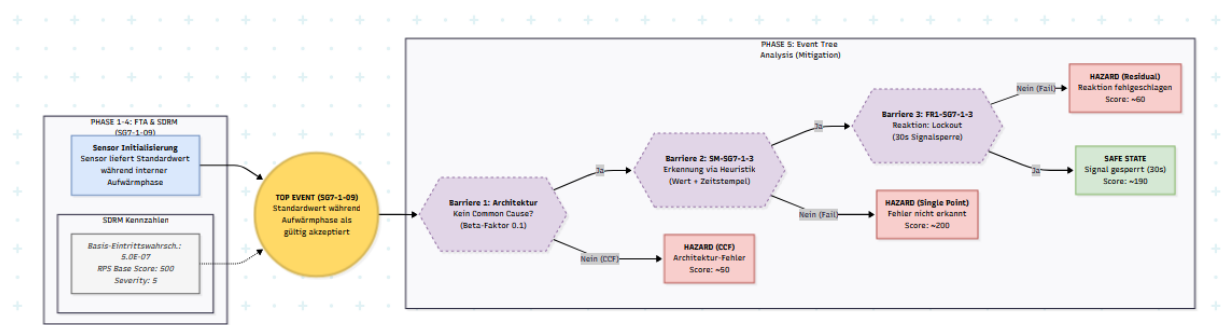 PHASE 1-4: FTA & SDRM
(SG7-1-09)
Sensor Initialisierung
Sensor liefert Standardwert
während interner
Aufwärmphase
SDRM Kennzahlen
Basis-Eintrittswahrsch.:
5.0E-07
RPS Base Score: 500
Severity: 5
TOP EVENT (SG7-1-09)
Standardwert während
Aufwärmphase als
gültig akzeptiert
PHASE 5: Event Tree
Analysis (Mitigation)
Barriere 1: Architektur
Kein Common Cause?
(Beta-Faktor 0.1)
Ja
Nein (CCF)
HAZARD (CCF)
Architektur-Fehler
Score: ~50
Barriere 2: SM-SG7-1-3
Erkennung via Heuristik
(Wert + Zeitstempel)
Ja
Nein (Fail)
HAZARD (Single Point)
Fehler nicht erkannt
Score: ~200
Barriere 3: FR1-SG7-1-3
Reaktion: Lockout
(30s Signalsperre)
Nein (Fail)
Ja
HAZARD (Residual)
Reaktion fehlgeschlagen
Score: ~60
SAFE STATE
Signal gesperrt (30s)
Score: ~190